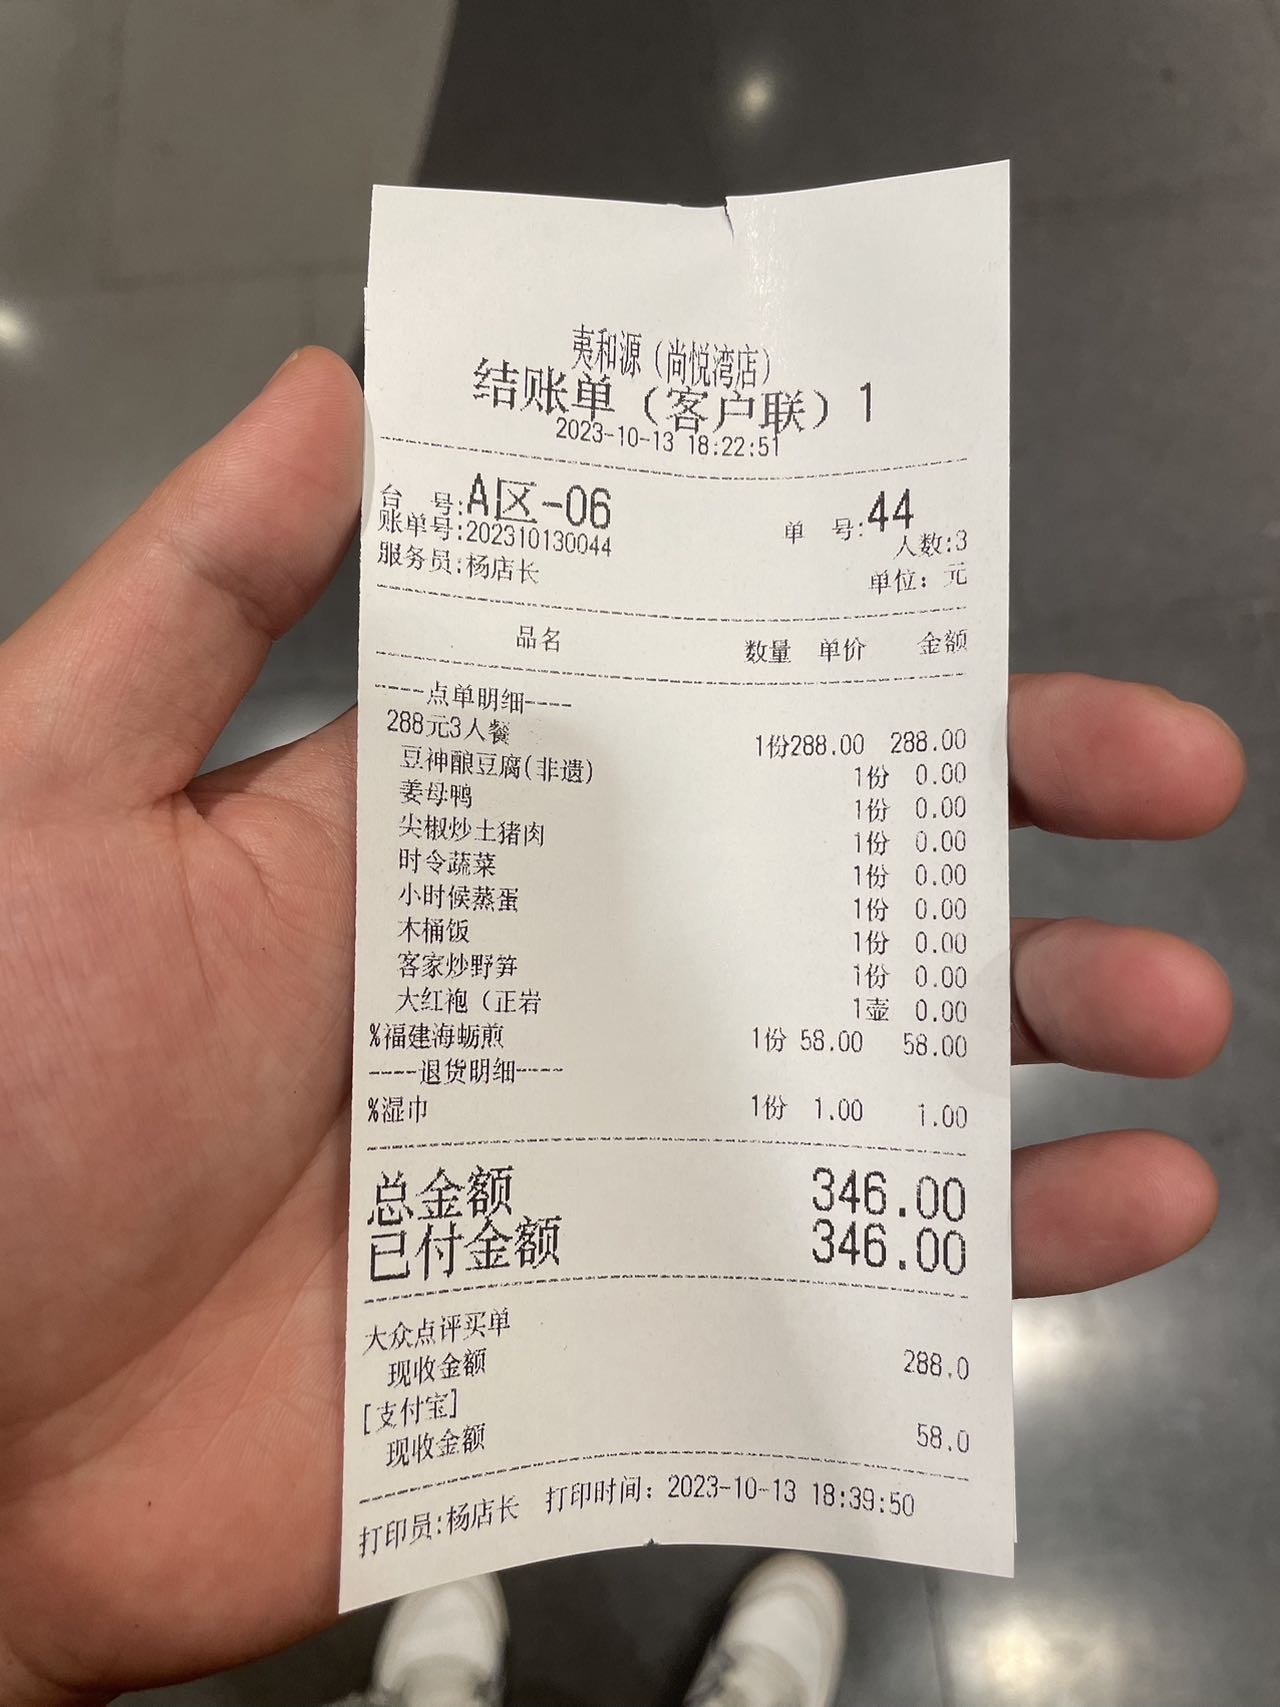 夷和源（尚悦湾店）
结账单（客户联）1
2023-10-13 18:22:51
台 号:A区-06 单 号:44
账单号:202310130044 人数:3
服务员:杨店长 单位：元
品名 数量 单价 金额
----点单明细----
288元3人餐 1份288.00 288.00
豆神酿豆腐(非遗) 1份 0.00
姜母鸭 1份 0.00
尖椒炒土猪肉 1份 0.00
时令蔬菜 1份 0.00
小时候蒸蛋 1份 0.00
木桶饭 1份 0.00
客家炒野笋 1份 0.00
大红袍（正岩 1壶 0.00
%福建海蛎煎 1份 58.00 58.00
----退货明细----
%湿巾 1份 1.00 1.00
总金额 346.00
已付金额 346.00
大众点评买单
现收金额 288.0
[支付宝]
现收金额 58.0
打印员:杨店长 打印时间：2023-10-13 18:39:50